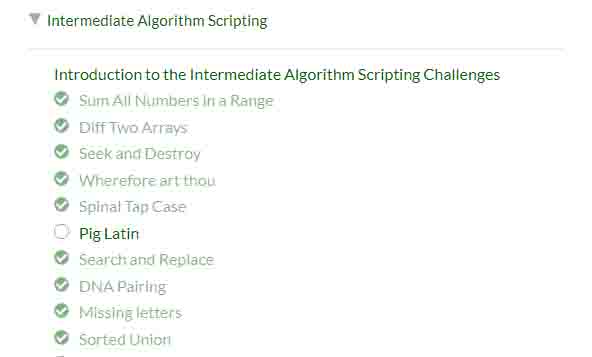 Intermediate Algorithm Scripting
Introduction to the Intermediate Algorithm Scripting Challenges
Sum All Numbers in a Range
Diff Two Arrays
Seek and Destroy
Wherefore art thou
Spinal Tap Case
Pig Latin
Search and Replace
DNA Pairing
Missing letters
Sorted Union